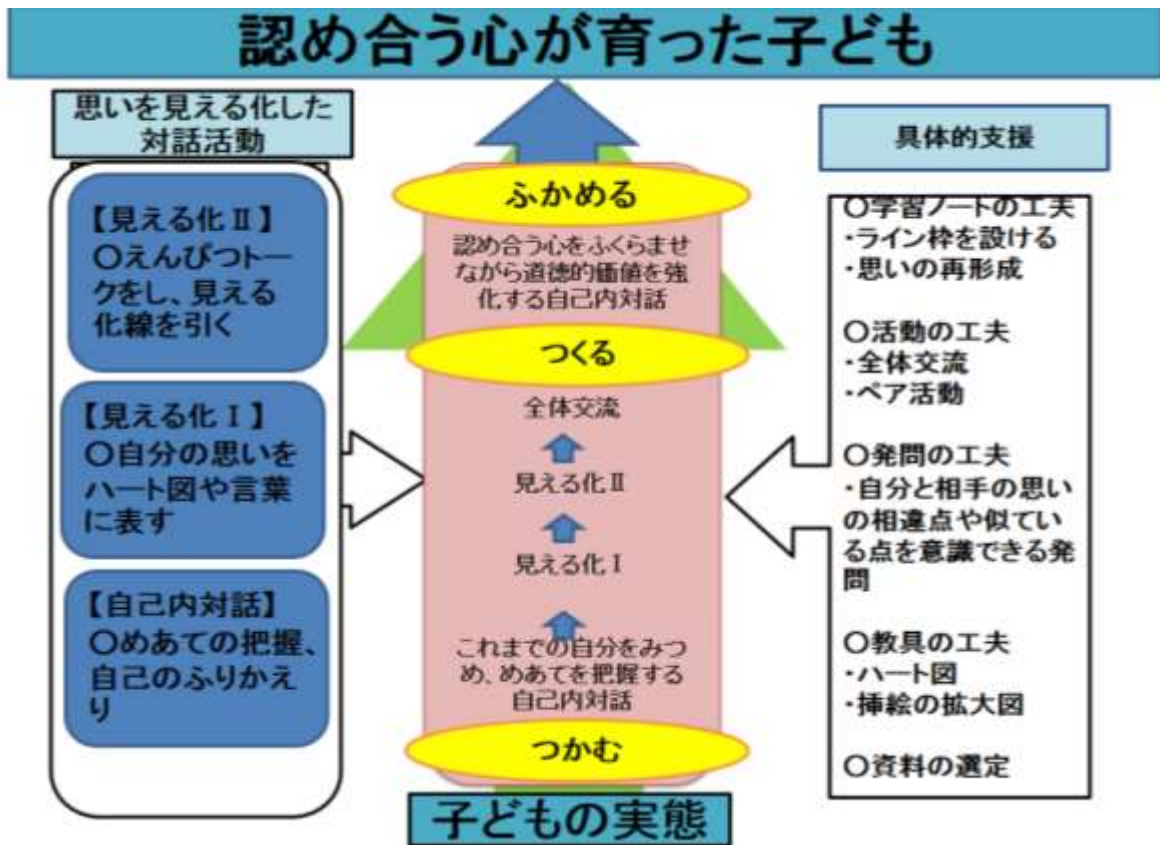 認め合う心が育った子ども
思いを見える化した
対話活動
【見える化Ⅱ】
〇えんぴつトー
クをし、見える
化線を引く
【見える化Ⅰ】
〇自分の思いを
ハート図や言葉
に表す
【自己内対話】
〇めあての把握、
自己のふりかえ
り
ふかめる
認め合う心をふくらませ
ながら道徳的価値を強
化する自己内対話
つくる
全体交流
見える化Ⅱ
見える化Ⅰ
これまでの自分をみつ
め、めあてを把握する
自己内対話
つかむ
子どもの実態
具体的支援
〇学習ノートの工夫
・ライン枠を設ける
・思いの再形成
〇活動の工夫
・全体交流
・ペア活動
〇発問の工夫
・自分と相手の思い
の相違点や似てい
る点を意識できる発
問
〇教具の工夫
・ハート図
・挿絵の拡大図
〇資料の選定